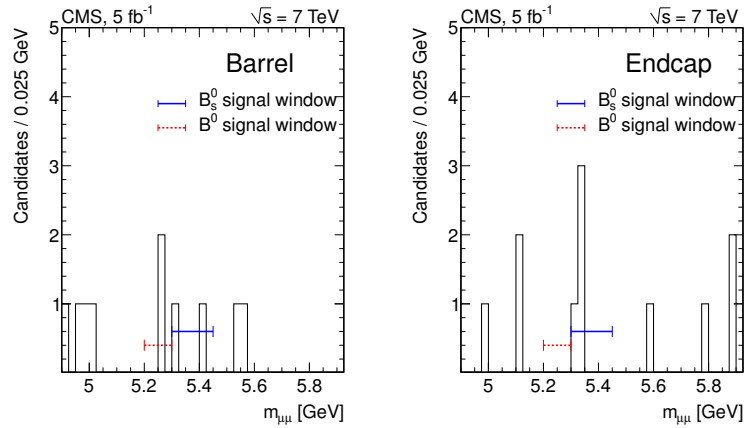 CMS, 5 fb⁻¹ √s = 7 TeV
Candidates / 0.025 GeV
Barrel
B⁰ₛ signal window
B⁰ signal window
5
4
3
2
1
5 5.2 5.4 5.6 5.8
m_μμ [GeV]
CMS, 5 fb⁻¹ √s = 7 TeV
Candidates / 0.025 GeV
Endcap
B⁰ₛ signal window
B⁰ signal window
5
4
3
2
1
5 5.2 5.4 5.6 5.8
m_μμ [GeV]